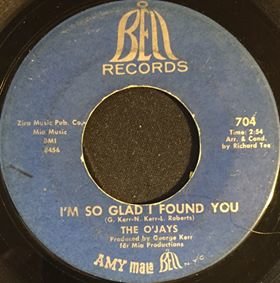 BELL
RECORDS
Zira Music Pub. Co.
Mia Music
BMI
8456
704
Time: 2:54
Arr. & Cond.
by Richard Tee
I'M SO GLAD I FOUND YOU
(G. Kerr-N. Kerr-L. Roberts)
THE O'JAYS
Produced by George Kerr
for Mia Productions
AMY mala BELL N.Y.C.